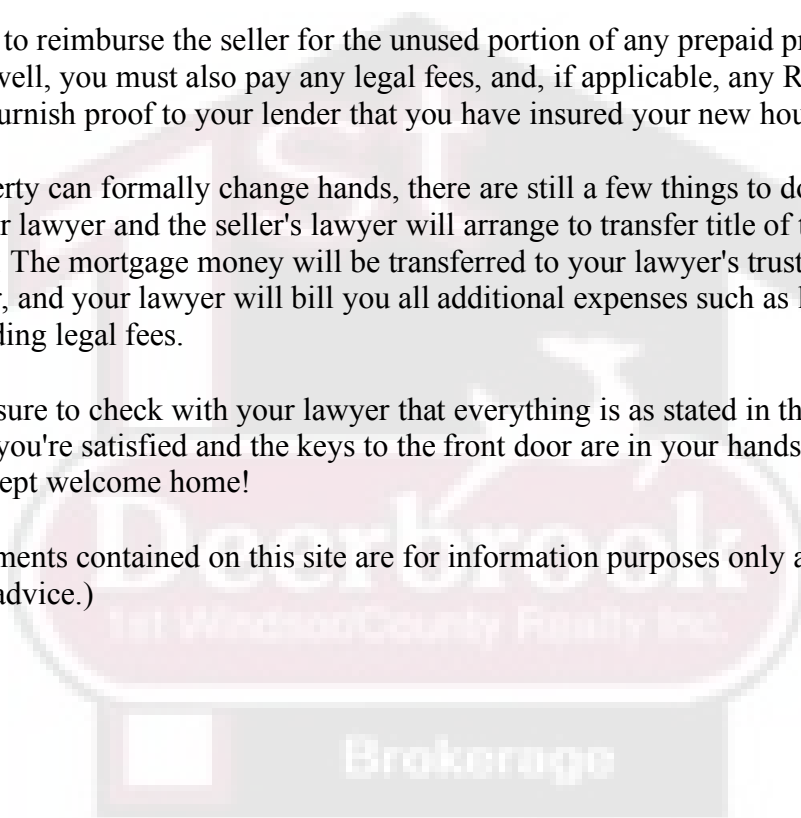 to reimburse the seller for the unused portion of any prepaid pr
well, you must also pay any legal fees, and, if applicable, any R
urnish proof to your lender that you have insured your new hou
erty can formally change hands, there are still a few things to do
r lawyer and the seller's lawyer will arrange to transfer title of t
. The mortgage money will be transferred to your lawyer's trust
, and your lawyer will bill you all additional expenses such as l
ding legal fees.
sure to check with your lawyer that everything is as stated in th
you're satisfied and the keys to the front door are in your hands
ept welcome home!
ments contained on this site are for information purposes only a
advice.)
1st
Deerbrook
1st Windsor/County Realty Inc.
Brokerage